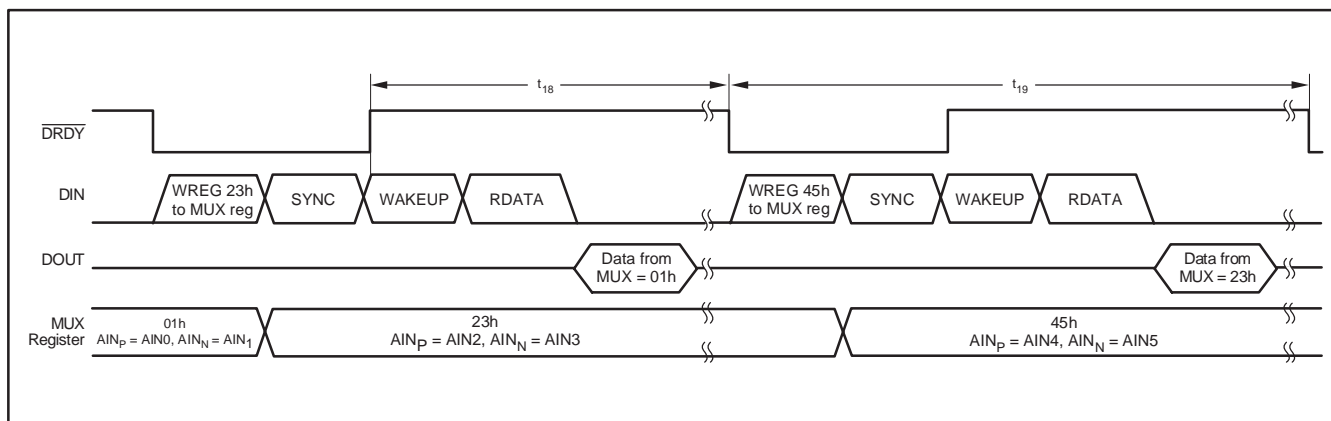 t18 t19
DRDY
DIN WREG 23h to MUX reg SYNC WAKEUP RDATA WREG 45h to MUX reg SYNC WAKEUP RDATA
DOUT Data from MUX = 01h Data from MUX = 23h
MUX Register 01h AINP = AIN0, AINN = AIN1 23h AINP = AIN2, AINN = AIN3 45h AINP = AIN4, AINN = AIN5